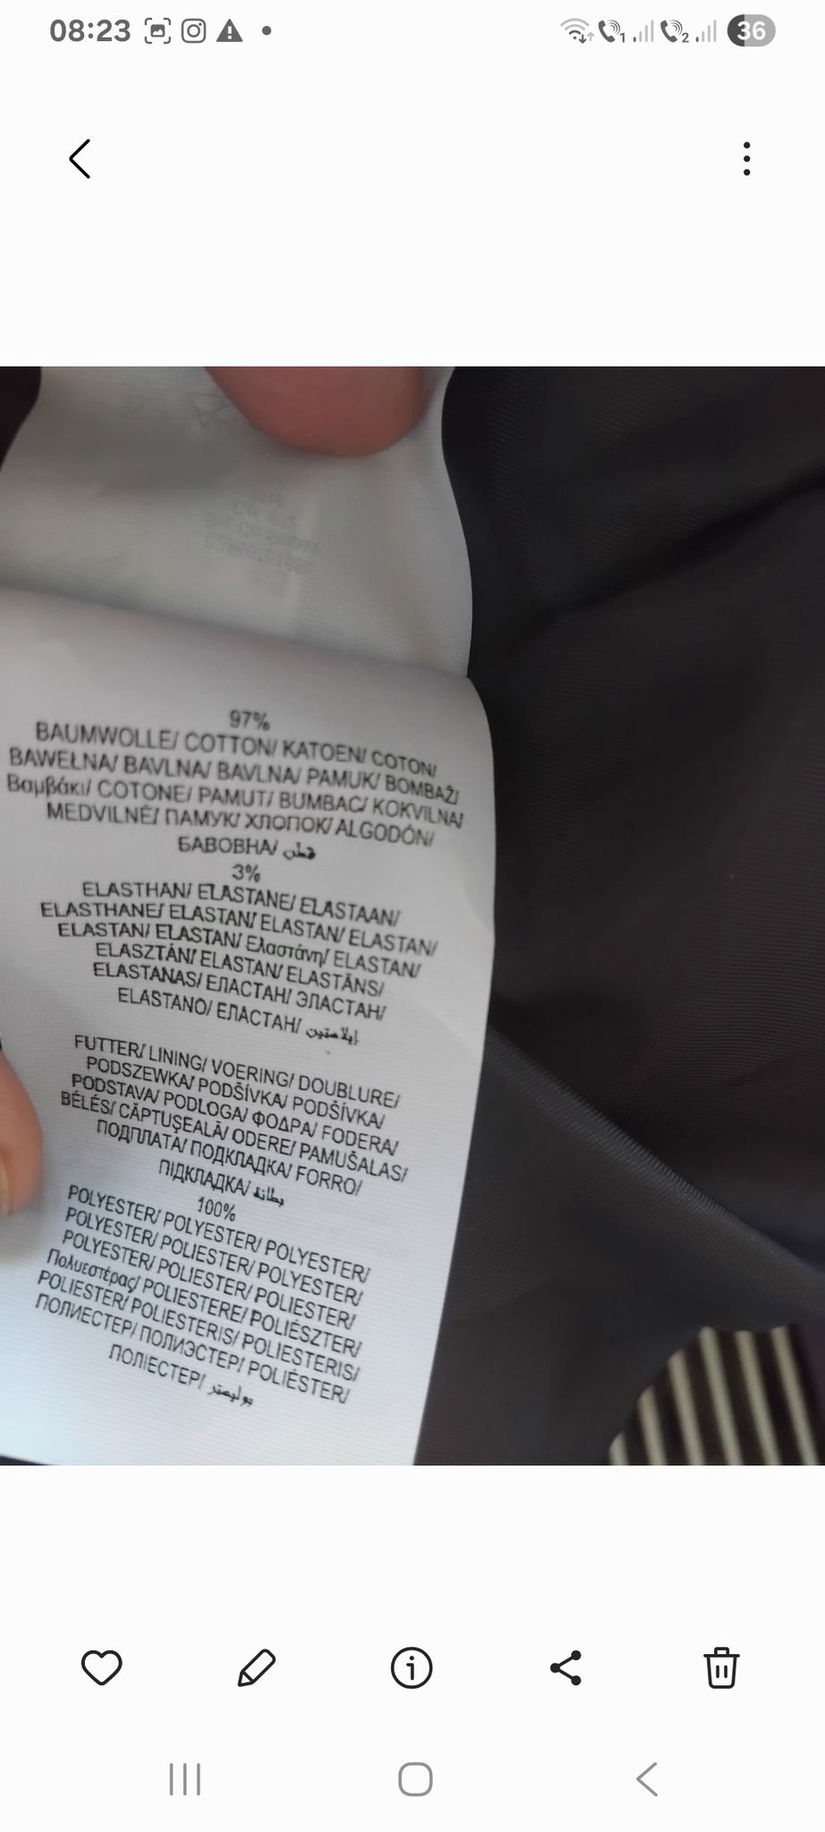 08:23
1
2
36
97%
BAUMWOLLE/ COTTON/ KATOEN/ COTON/
BAWEŁNA/ BAVLNA/ BAVLNA/ PAMUK/ BOMBAŽ/
Βαμβάκι/ COTONE/ PAMUT/ BUMBAC/ KOKVILNA/
MEDVILNĖ/ ПАМУК/ ХЛОПОК/ ALGODÓN/
БАВОВНА/ قطن
3%
ELASTHAN/ ELASTANE/ ELASTAAN/
ELASTHANE/ ELASTAN/ ELASTAN/ ELASTAN/
ELASTAN/ ELASTAN/ Ελαστάνη/ ELASTAN/
ELASZTÁN/ ELASTAN/ ELASTĀNS/
ELASTANAS/ ЕЛАСТАН/ ЭЛАСТАН/
ELASTANO/ ЕЛАСТАН/ إيلاستين
FUTTER/ LINING/ VOERING/ DOUBLURE/
PODSZEWKA/ PODŠÍVKA/ PODŠÍVKA/
PODSTAVA/ PODLOGA/ ΦΟΔΡΑ/ FODERA/
BÉLÉS/ CĂPTUŞEALĂ/ ODERE/ PAMUŠALAS/
ПОДПЛАТА/ ПОДКЛАДКА/ FORRO/
ПІДКЛАДКА/ بطانة
100%
POLYESTER/ POLYESTER/ POLYESTER/
POLYESTER/ POLIESTER/ POLYESTER/
POLYESTER/ POLIESTER/ POLIESTER/
Πολυεστέρας/ POLIESTERE/ POLIÉSZTER/
POLIESTER/ POLIESTERIS/ POLIESTERIS/
ПОЛИЕСТЕР/ ПОЛИЭСТЕР/ POLIÉSTER/
ПОЛІЕСТЕР/ بوليستر